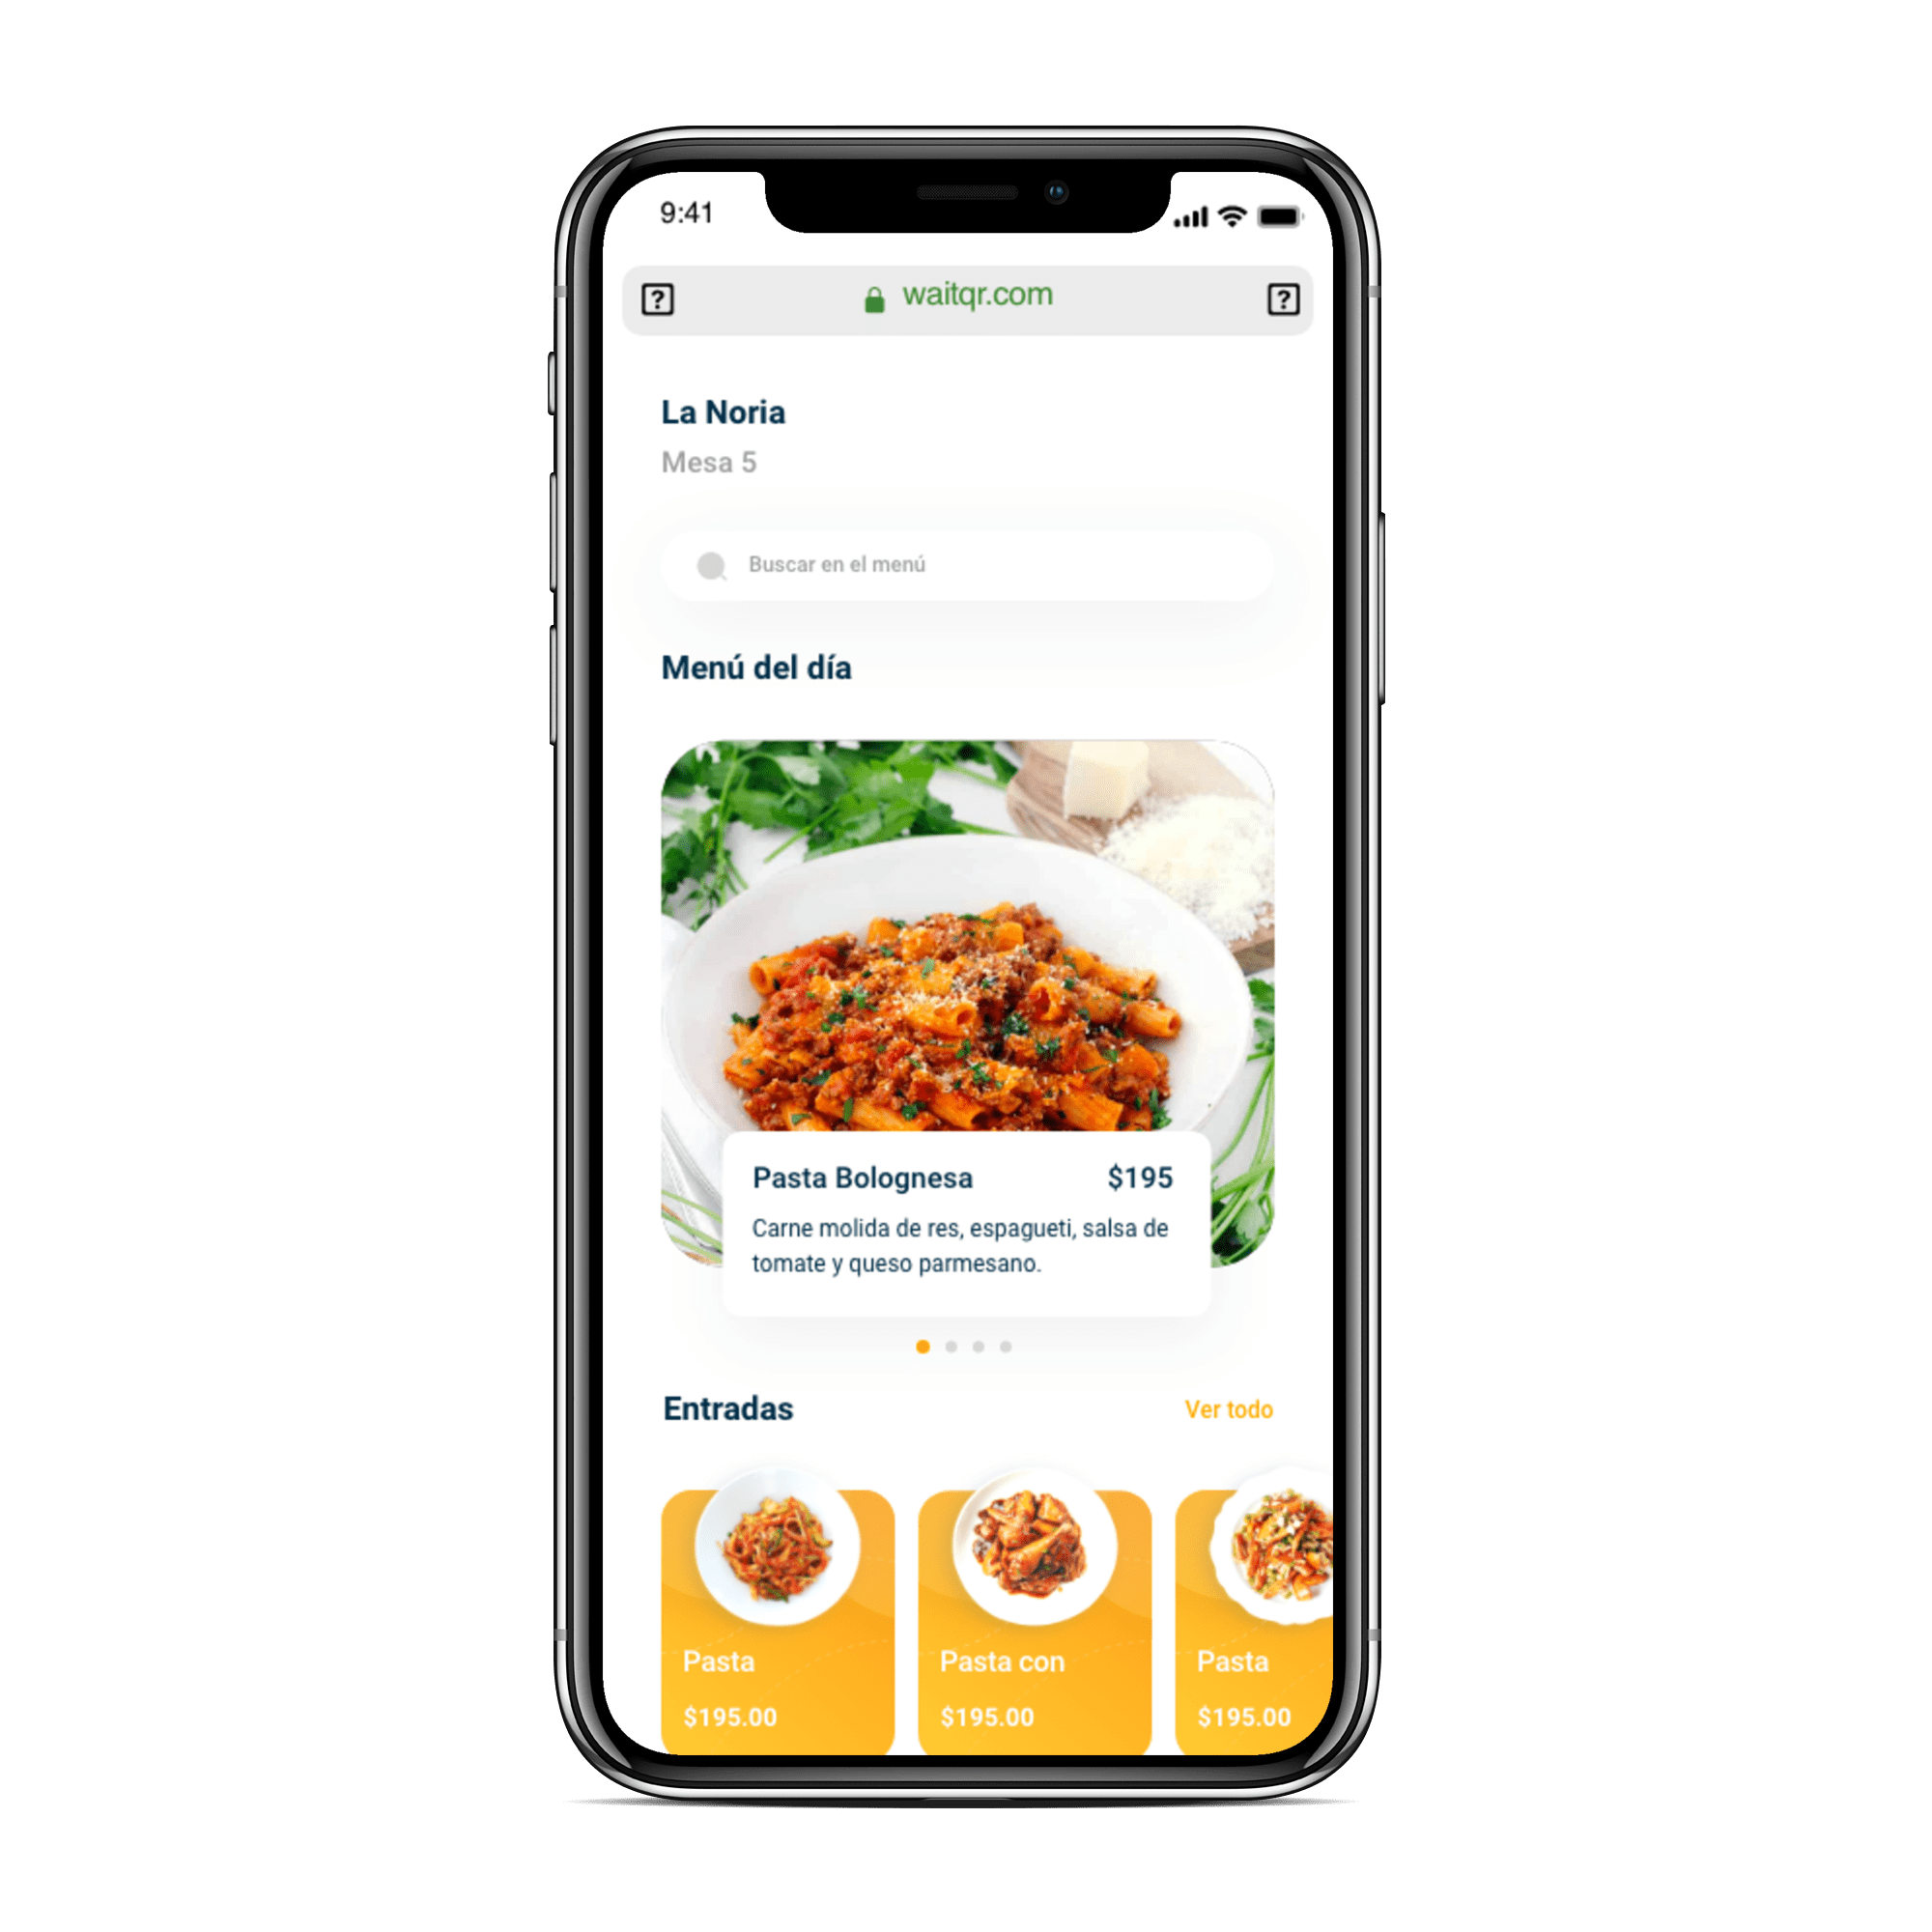 9:41
? waitqr.com ?
La Noria
Mesa 5
Buscar en el menú
Menú del día
Pasta Bolognesa $195
Carne molida de res, espagueti, salsa de
tomate y queso parmesano.
Entradas Ver todo
Pasta Pasta con Pasta
$195.00 $195.00 $195.00